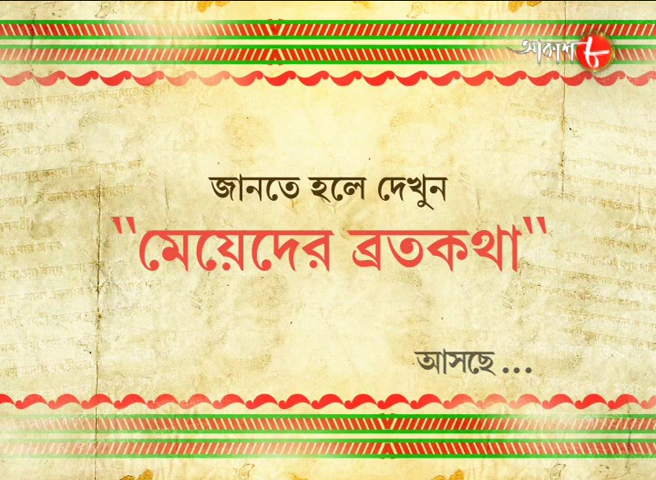 আকাশ ৮
জানতে হলে দেখুন
"মেয়েদের ব্রতকথা"
আসছে ...